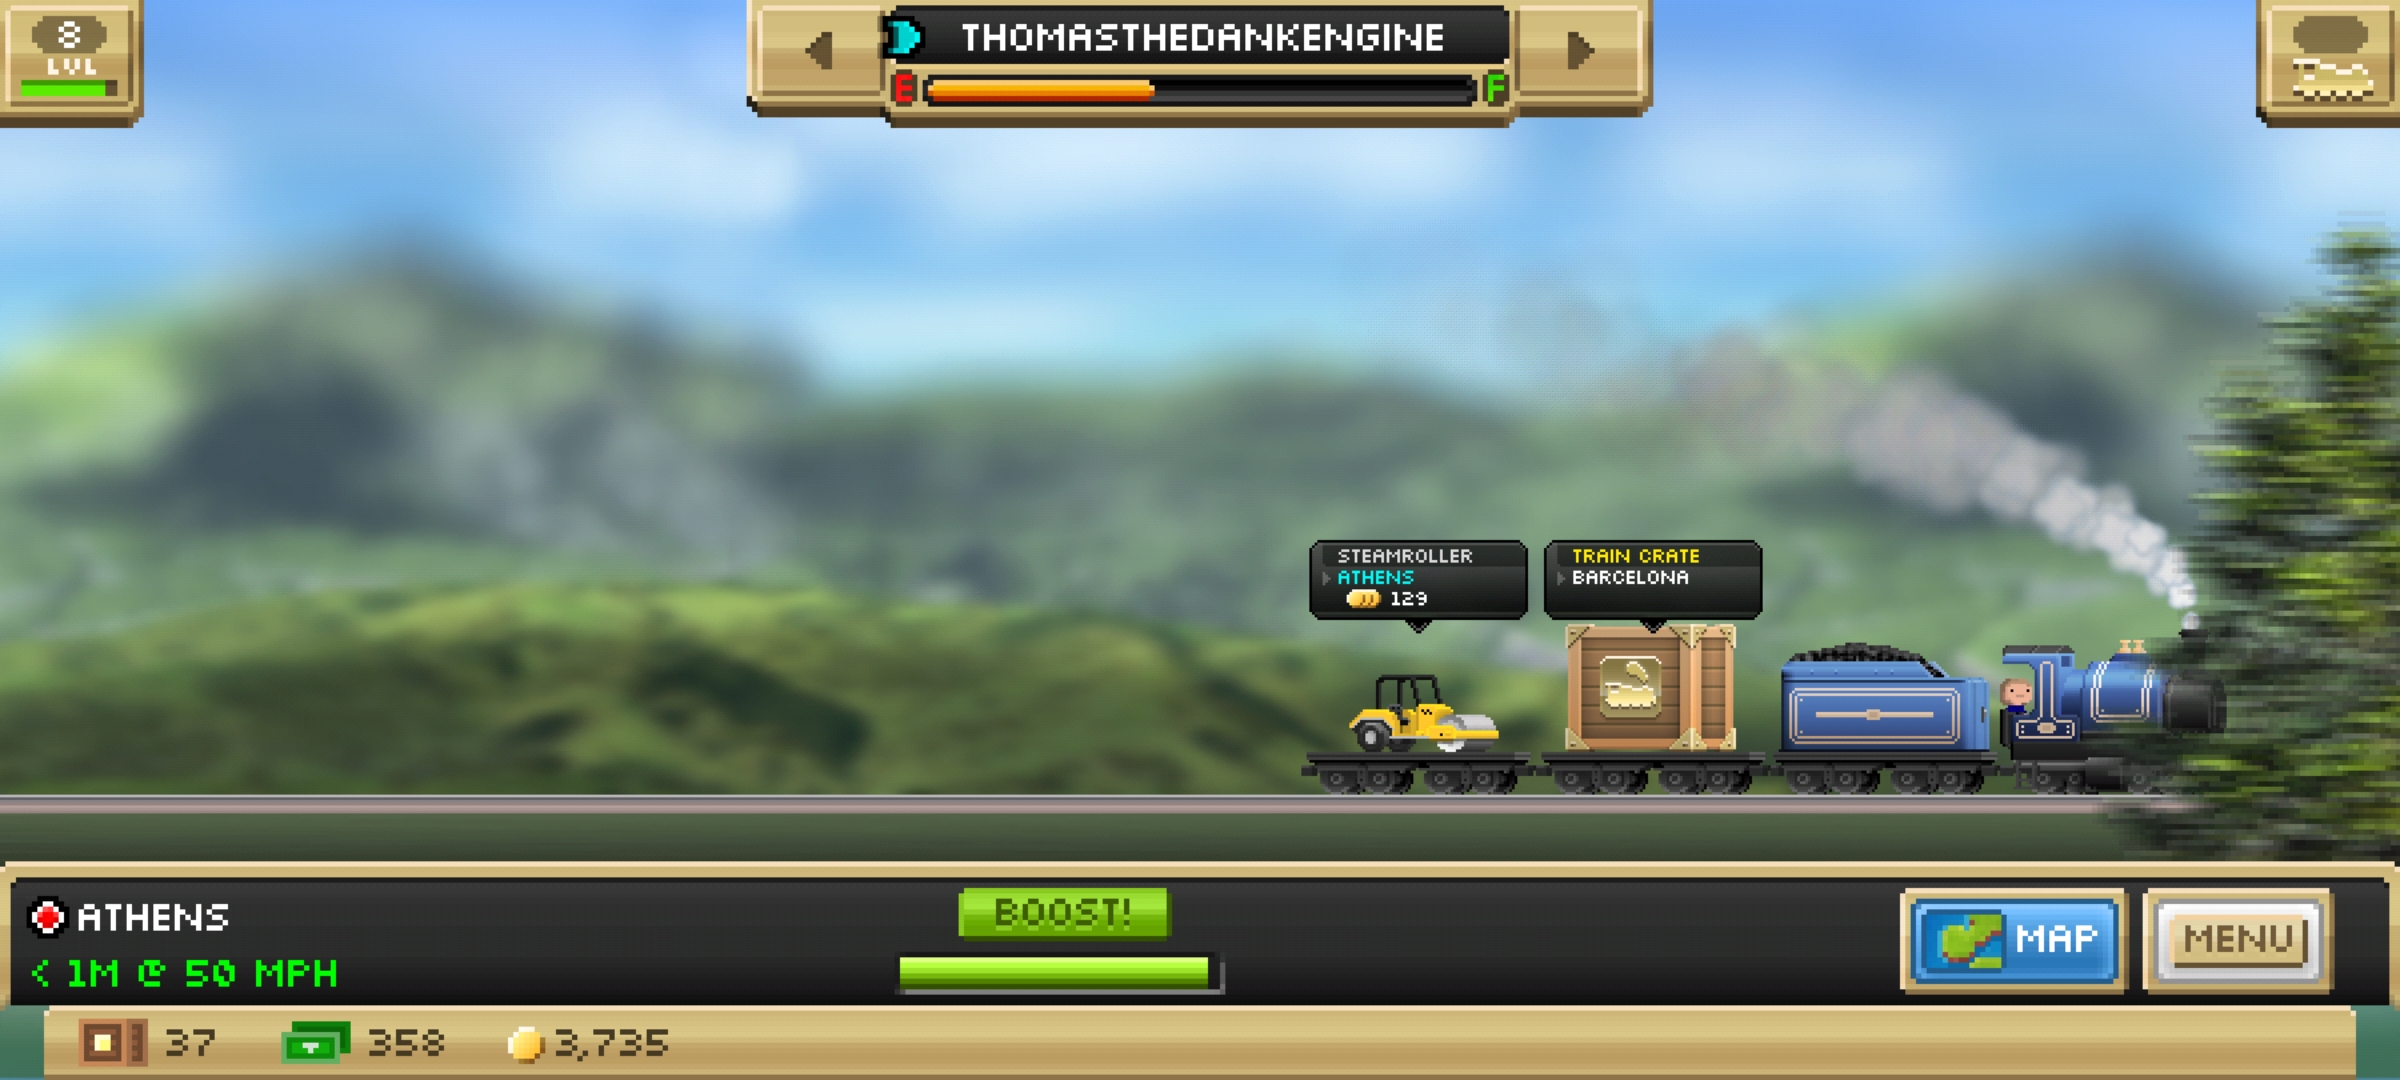 8
LVL
THOMASTHEDANKENGINE
E
F
STEAMROLLER
ATHENS
129
TRAIN CRATE
BARCELONA
ATHENS
< 1M @ 50 MPH
BOOST!
MAP
MENU
37
358
3,735